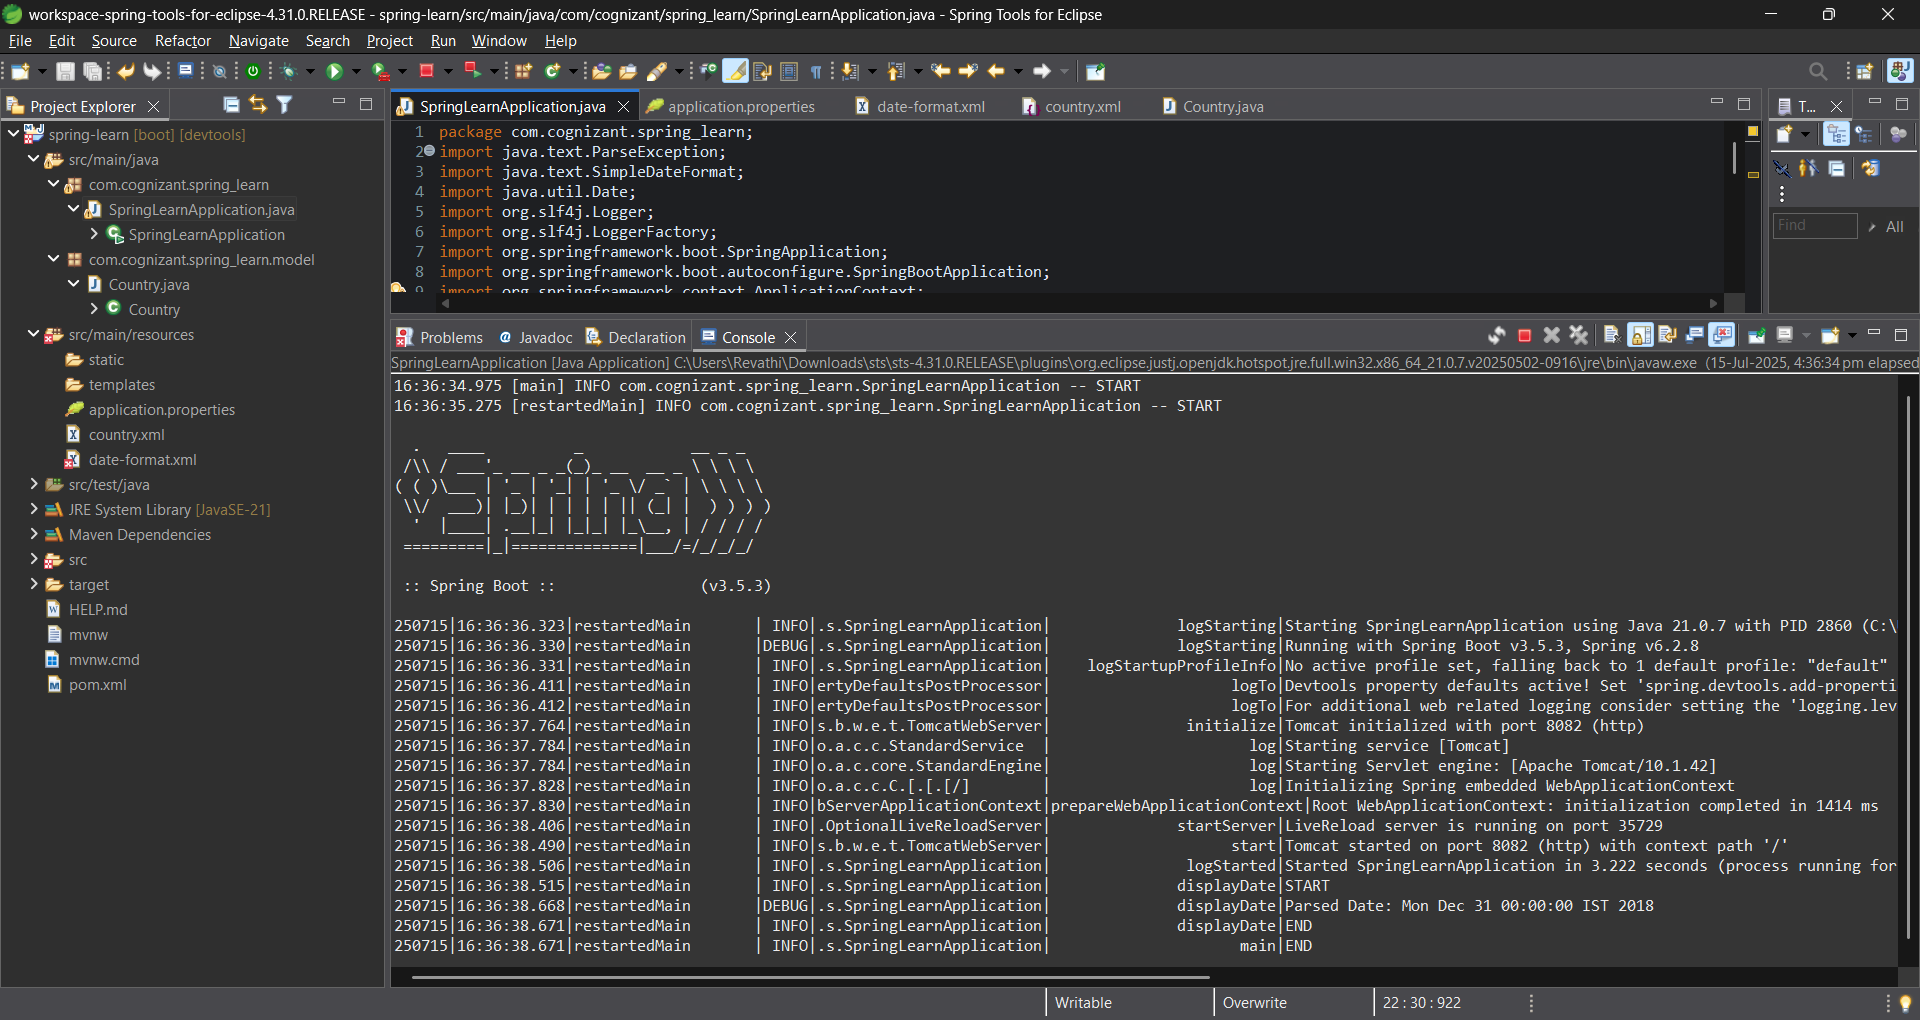 workspace-spring-tools-for-eclipse-4.31.0.RELEASE - spring-learn/src/main/java/com/cognizant/spring_learn/SpringLearnApplication.java - Spring Tools for Eclipse
File Edit Source Refactor Navigate Search Project Run Window Help
Project Explorer
spring-learn [boot] [devtools]
src/main/java
com.cognizant.spring_learn
SpringLearnApplication.java
SpringLearnApplication
com.cognizant.spring_learn.model
Country.java
Country
src/main/resources
static
templates
application.properties
country.xml
date-format.xml
src/test/java
JRE System Library [JavaSE-21]
Maven Dependencies
src
target
HELP.md
mvnw
mvnw.cmd
pom.xml
SpringLearnApplication.java application.properties date-format.xml country.xml Country.java
1 package com.cognizant.spring_learn;
2 import java.text.ParseException;
3 import java.text.SimpleDateFormat;
4 import java.util.Date;
5 import org.slf4j.Logger;
6 import org.slf4j.LoggerFactory;
7 import org.springframework.boot.SpringApplication;
8 import org.springframework.boot.autoconfigure.SpringBootApplication;
9 import org.springframework.context.ApplicationContext;
T...
Find
All
Problems Javadoc Declaration Console
SpringLearnApplication [Java Application] C:\Users\Revathi\Downloads\sts\sts-4.31.0.RELEASE\plugins\org.eclipse.justj.openjdk.hotspot.jre.full.win32.x86_64_21.0.7.v20250502-0916\jre\bin\javaw.exe (15-Jul-2025, 4:36:34 pm elapsed
16:36:34.975 [main] INFO com.cognizant.spring_learn.SpringLearnApplication -- START
16:36:35.275 [restartedMain] INFO com.cognizant.spring_learn.SpringLearnApplication -- START
Spring
:: Spring Boot :: (v3.5.3)
250715|16:36:36.323|restartedMain | INFO|.s.SpringLearnApplication| logStarting|Starting SpringLearnApplication using Java 21.0.7 with PID 2860 (C:\
250715|16:36:36.330|restartedMain |DEBUG|.s.SpringLearnApplication| logStarting|Running with Spring Boot v3.5.3, Spring v6.2.8
250715|16:36:36.331|restartedMain | INFO|.s.SpringLearnApplication| logStartupProfileInfo|No active profile set, falling back to 1 default profile: "default"
250715|16:36:36.411|restartedMain | INFO|ertyDefaultsPostProcessor| logTo|Devtools property defaults active! Set 'spring.devtools.add-properti
250715|16:36:36.412|restartedMain | INFO|ertyDefaultsPostProcessor| logTo|For additional web related logging consider setting the 'logging.lev
250715|16:36:37.764|restartedMain | INFO|s.b.w.e.t.TomcatWebServer| initialize|Tomcat initialized with port 8082 (http)
250715|16:36:37.784|restartedMain | INFO|o.a.c.c.StandardService | log|Starting service [Tomcat]
250715|16:36:37.784|restartedMain | INFO|o.a.c.core.StandardEngine| log|Starting Servlet engine: [Apache Tomcat/10.1.42]
250715|16:36:37.828|restartedMain | INFO|o.a.c.c.C.[.[.[/] | log|Initializing Spring embedded WebApplicationContext
250715|16:36:37.830|restartedMain | INFO|bServerApplicationContext|prepareWebApplicationContext|Root WebApplicationContext: initialization completed in 1414 ms
250715|16:36:38.406|restartedMain | INFO|.OptionalLiveReloadServer| startServer|LiveReload server is running on port 35729
250715|16:36:38.490|restartedMain | INFO|s.b.w.e.t.TomcatWebServer| start|Tomcat started on port 8082 (http) with context path '/'
250715|16:36:38.506|restartedMain | INFO|.s.SpringLearnApplication| logStarted|Started SpringLearnApplication in 3.222 seconds (process running for
250715|16:36:38.515|restartedMain | INFO|.s.SpringLearnApplication| displayDate|START
250715|16:36:38.668|restartedMain |DEBUG|.s.SpringLearnApplication| displayDate|Parsed Date: Mon Dec 31 00:00:00 IST 2018
250715|16:36:38.671|restartedMain | INFO|.s.SpringLearnApplication| displayDate|END
250715|16:36:38.671|restartedMain | INFO|.s.SpringLearnApplication| main|END
Writable Overwrite 22 : 30 : 922